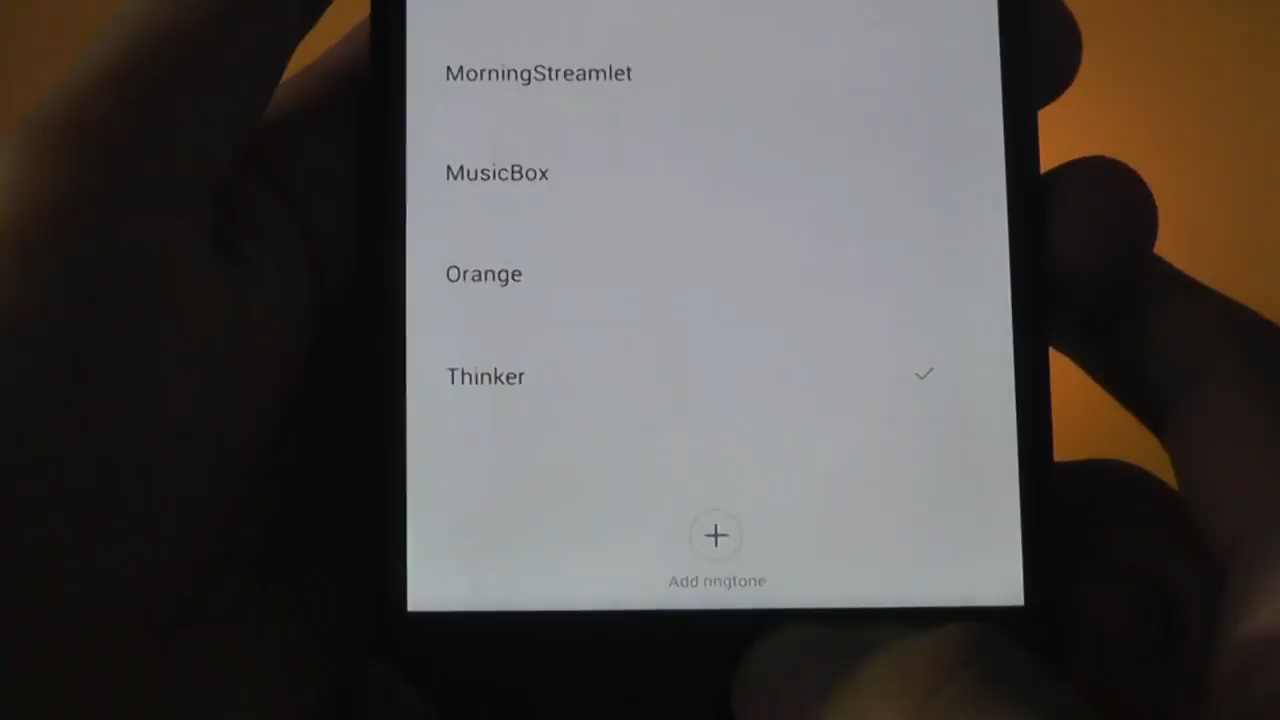 MorningStreamlet
MusicBox
Orange
Thinker
Add ringtone